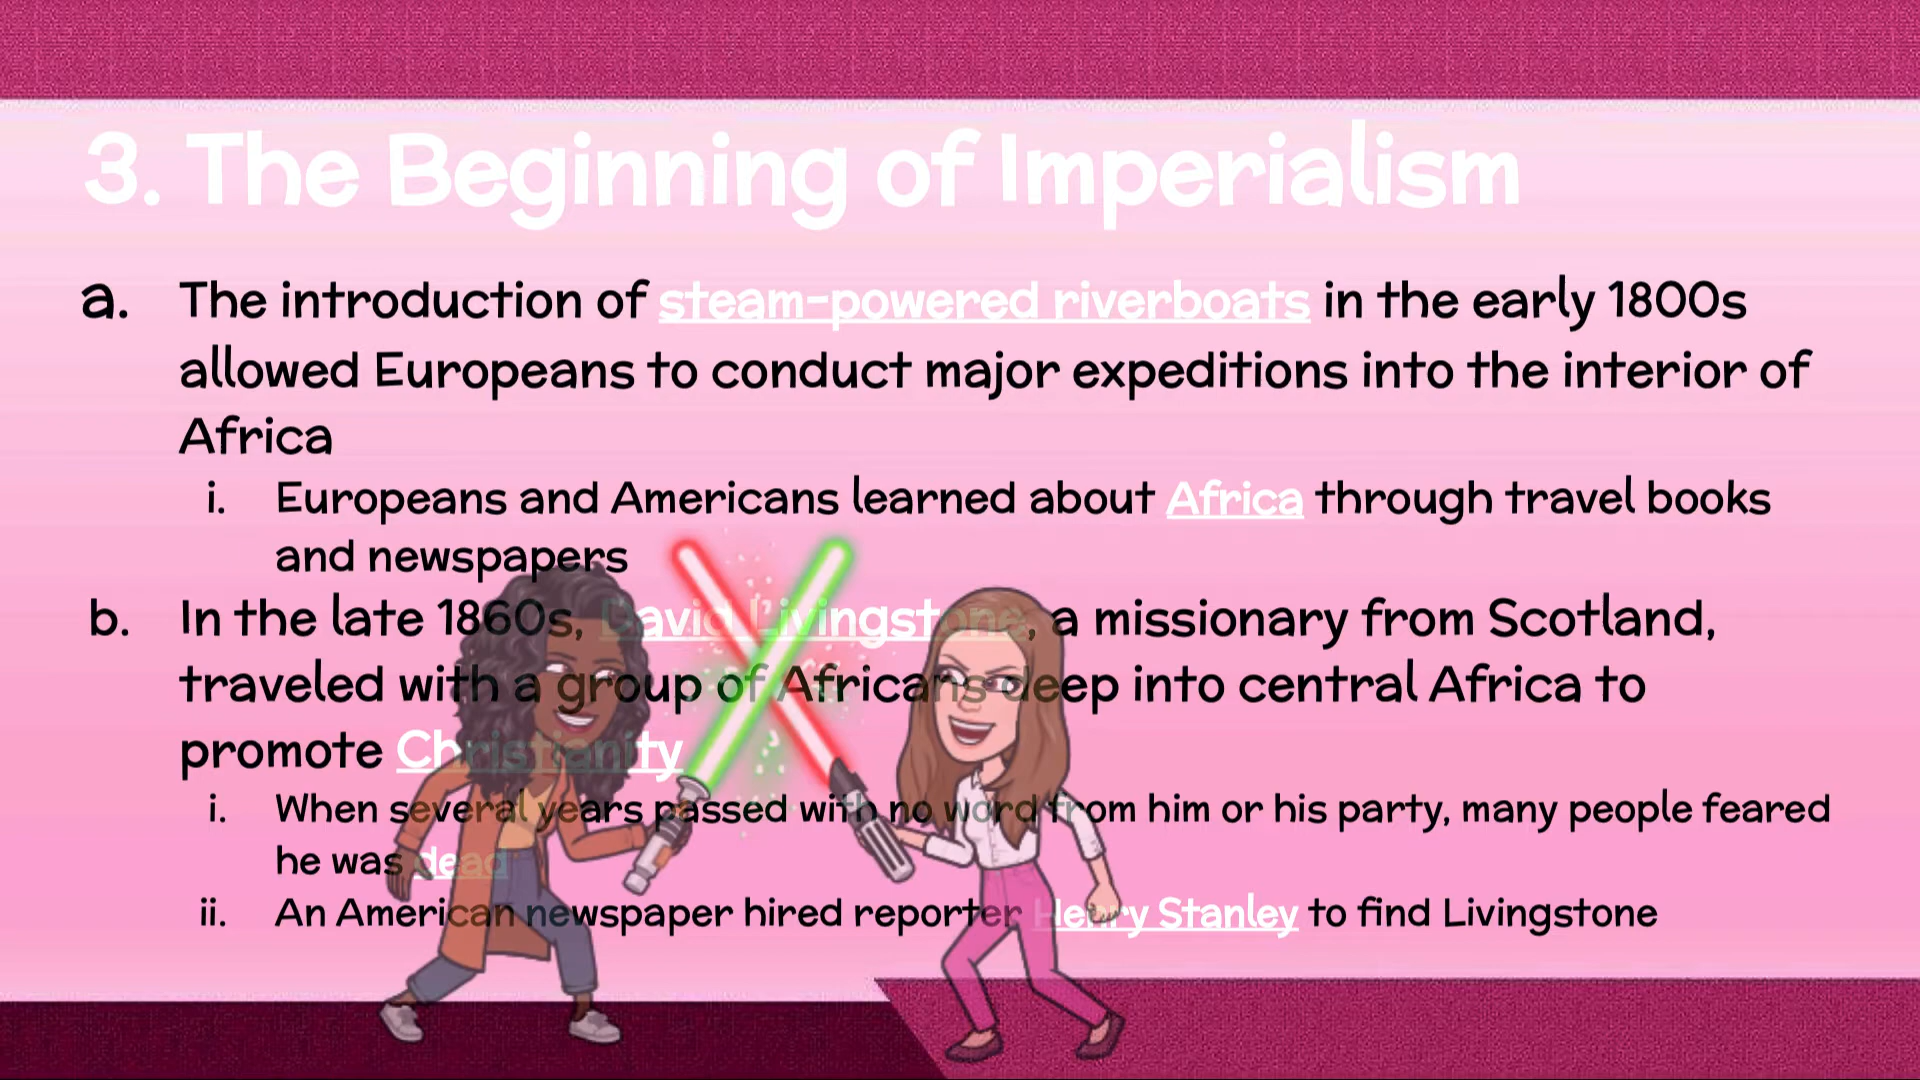 3. The Beginning of Imperialism
a. The introduction of steam-powered riverboats in the early 1800s
allowed Europeans to conduct major expeditions into the interior of
Africa
i. Europeans and Americans learned about Africa through travel books
and newspapers
b. In the late 1860s, David Livingstone, a missionary from Scotland,
traveled with a group of Africans deep into central Africa to
promote Christianity
i. When several years passed with no word from him or his party, many people feared
he was dead
ii. An American newspaper hired reporter Henry Stanley to find Livingstone